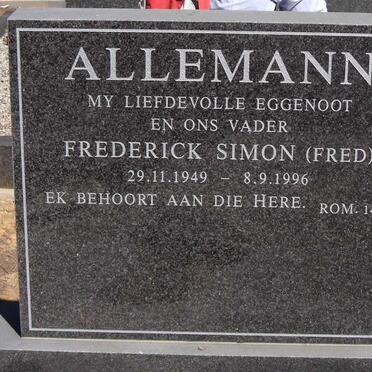 ALLEMANN
MY LIEFDEVOLLE EGGENOOT
EN ONS VADER
FREDERICK SIMON (FRED)
29.11.1949 – 8.9.1996
EK BEHOORT AAN DIE HERE. ROM.